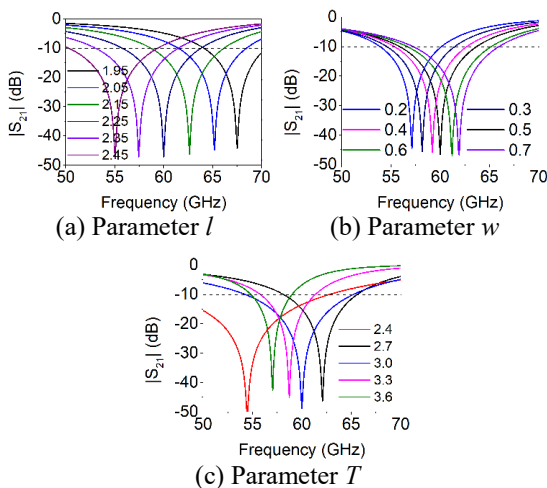 0
-10
-20
-30
-40
-50
|S21| (dB)
1.95
2.05
2.15
2.25
2.35
2.45
50 55 60 65 70
Frequency (GHz)
(a) Parameter l
0
-10
-20
-30
-40
-50
|S21| (dB)
0.2 0.3
0.4 0.5
0.6 0.7
50 55 60 65 70
Frequency (GHz)
(b) Parameter w
0
-10
-20
-30
-40
-50
|S21| (dB)
2.4
2.7
3.0
3.3
3.6
50 55 60 65 70
Frequency (GHz)
(c) Parameter T